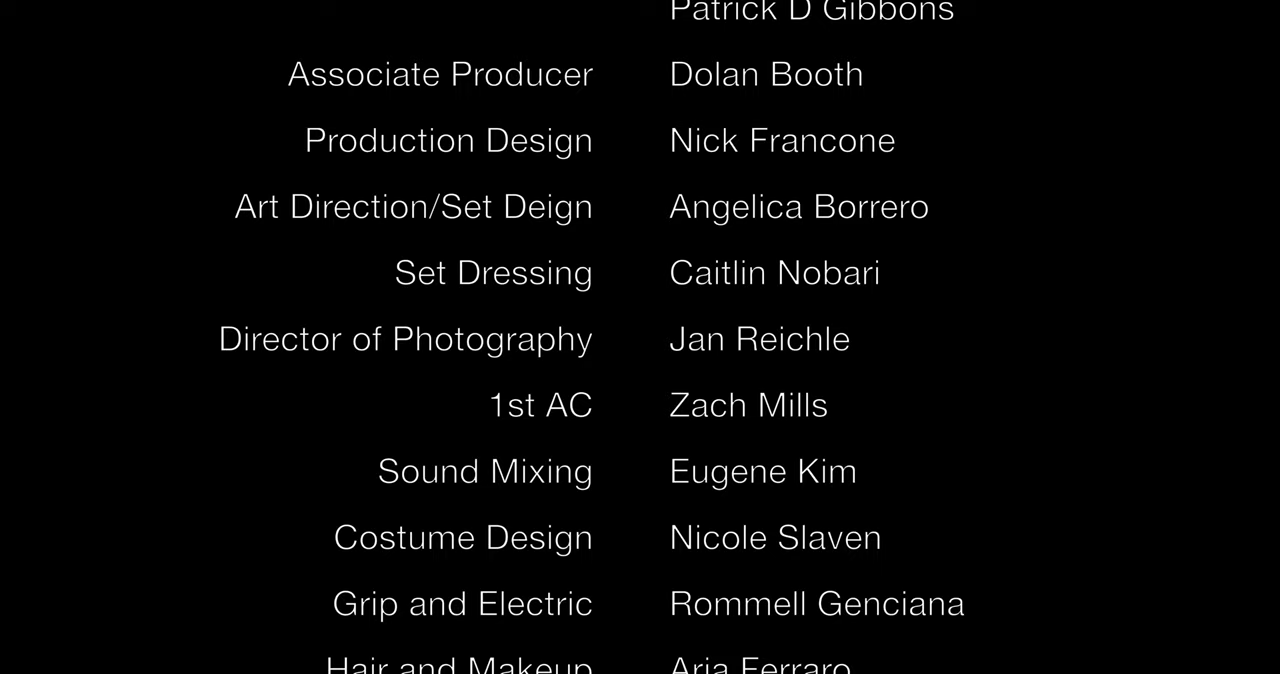 Patrick D Gibbons
Associate Producer Dolan Booth
Production Design Nick Francone
Art Direction/Set Deign Angelica Borrero
Set Dressing Caitlin Nobari
Director of Photography Jan Reichle
1st AC Zach Mills
Sound Mixing Eugene Kim
Costume Design Nicole Slaven
Grip and Electric Rommell Genciana
Hair and Makeup Aria Ferraro